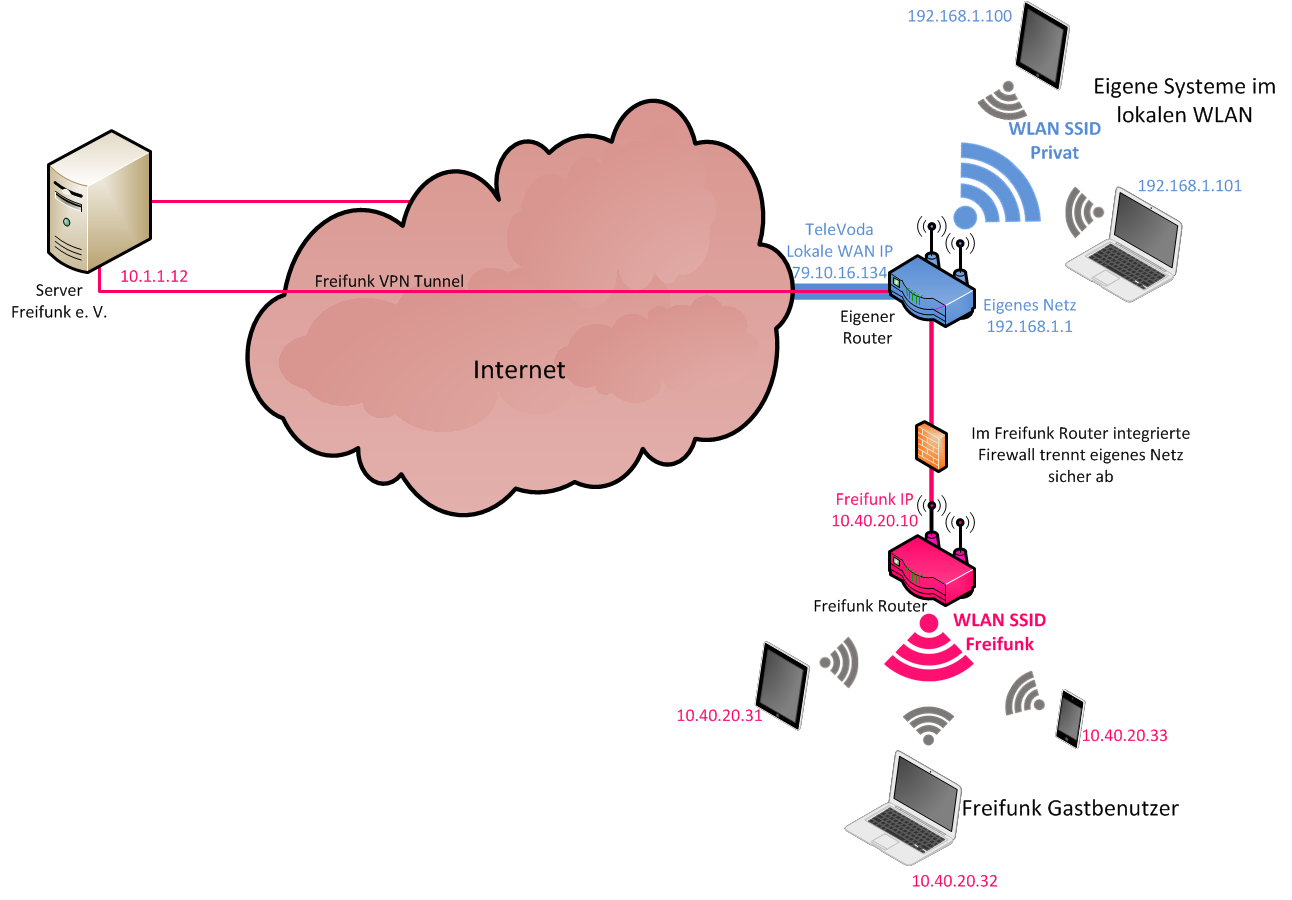 192.168.1.100
Eigene Systeme im
lokalen WLAN
WLAN SSID
Privat
192.168.1.101
TeleVoda
Lokale WAN IP
79.10.16.134
10.1.1.12
Freifunk VPN Tunnel
Server
Freifunk e. V.
Eigener
Router
Eigenes Netz
192.168.1.1
Internet
Im Freifunk Router integrierte
Firewall trennt eigenes Netz
sicher ab
Freifunk IP
10.40.20.10
Freifunk Router
WLAN SSID
Freifunk
10.40.20.31
10.40.20.33
Freifunk Gastbenutzer
10.40.20.32